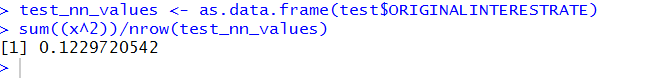 > test_nn_values <- as.data.frame(test$ORIGINALINTERESTRATE)
> sum((x^2))/nrow(test_nn_values)
[1] 0.1229720542
>